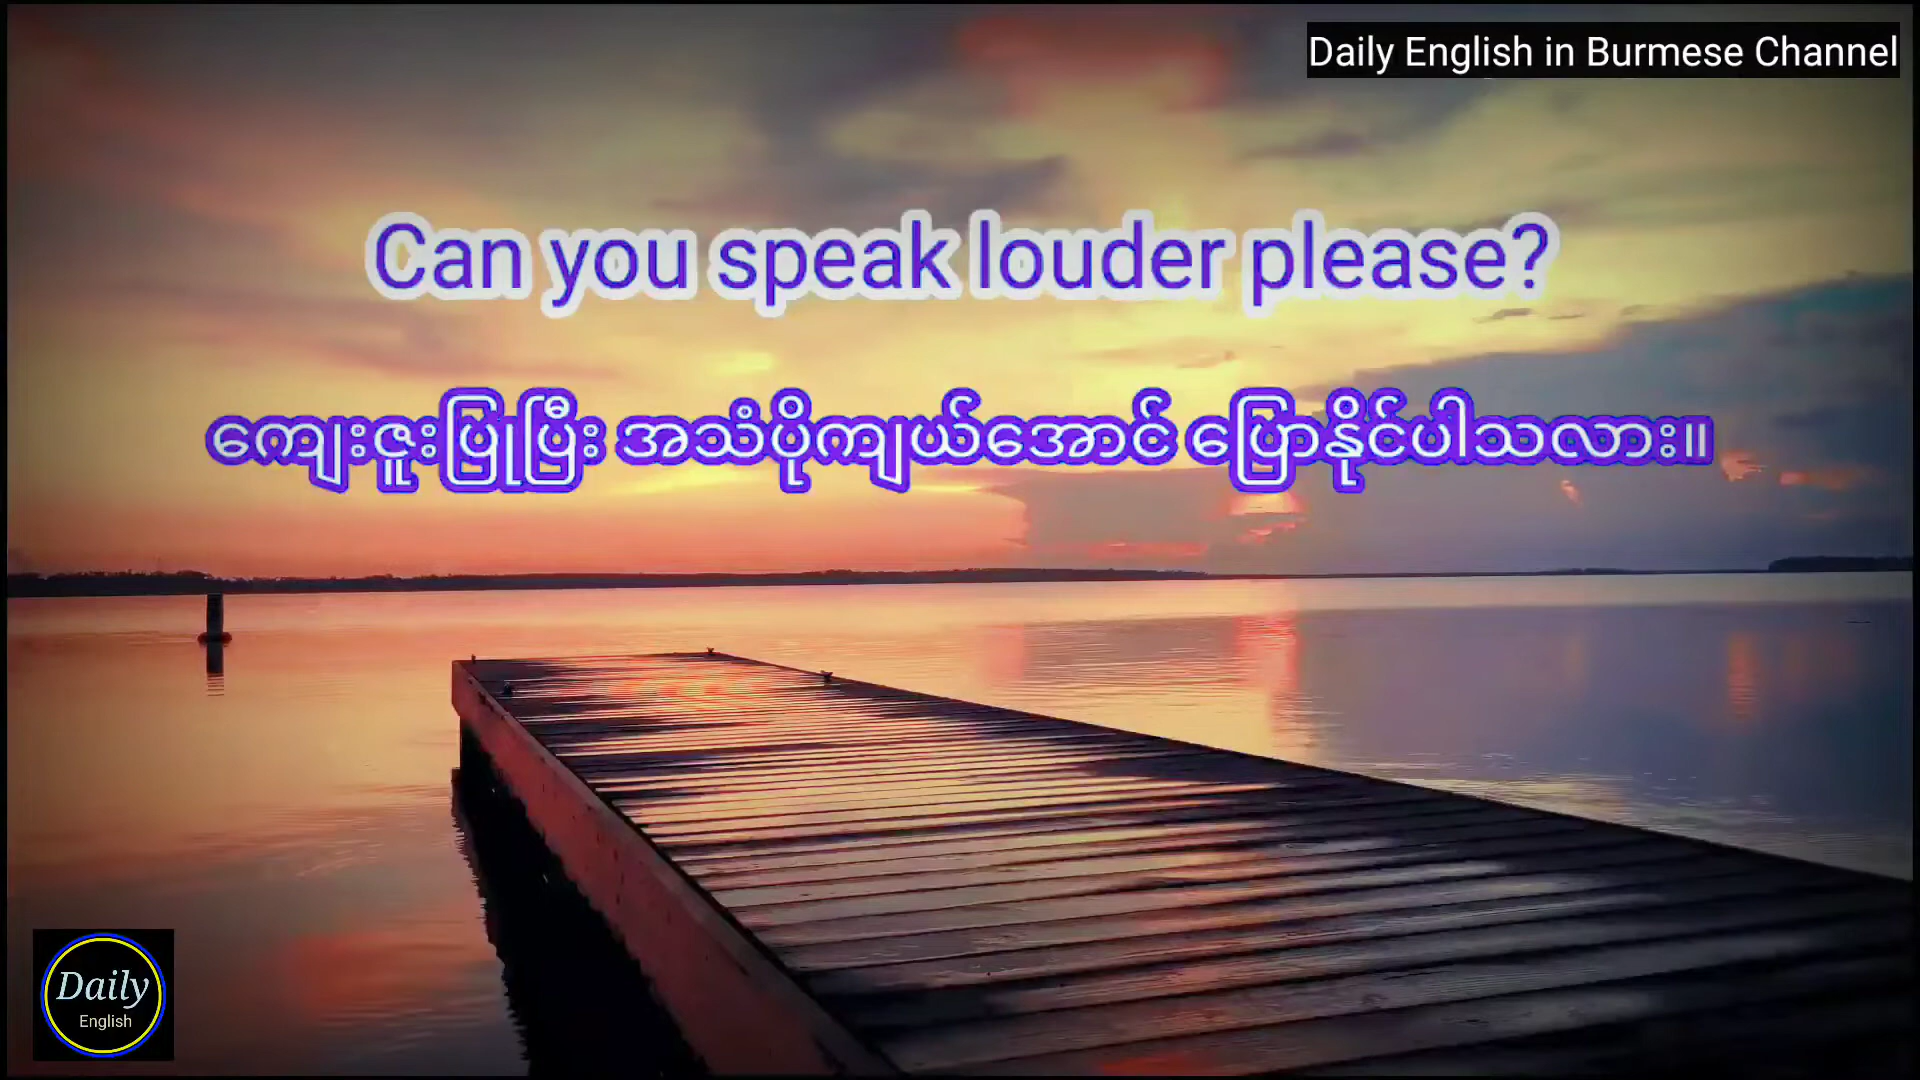 Daily English in Burmese Channel
Can you speak louder please?
ကျေးဇူးပြုပြီး အသံပိုကျယ်အောင် ပြောနိုင်ပါသလား။
Daily
English